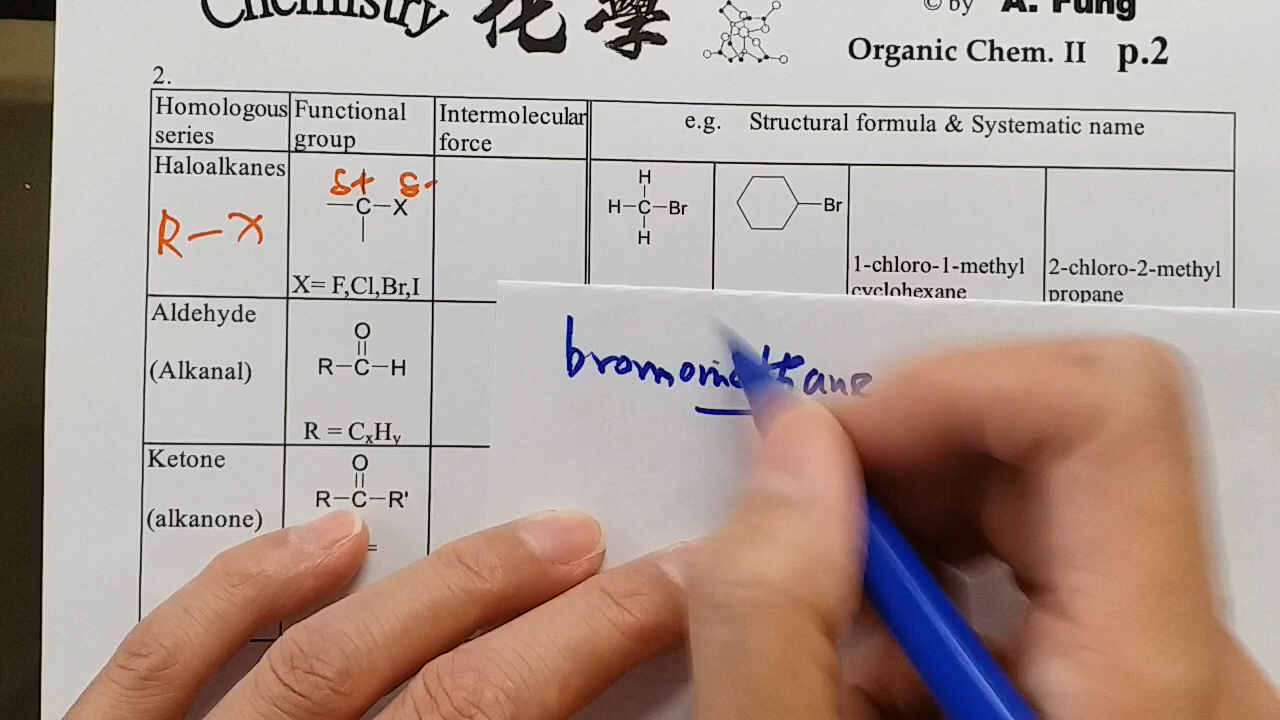 Chemistry 化學 © by A. Fung
Organic Chem. II p.2
2.
Homologous series
Functional group
Intermolecular force
e.g. Structural formula & Systematic name
Haloalkanes
R-X
δ+ δ-
C-X
X= F,Cl,Br,I
H
H-C-Br
H
Br
1-chloro-1-methyl
cyclohexane
2-chloro-2-methyl
propane
Aldehyde
(Alkanal)
O
R-C-H
R = CxHy
bromomethane
Ketone
(alkanone)
O
R-C-R'
=